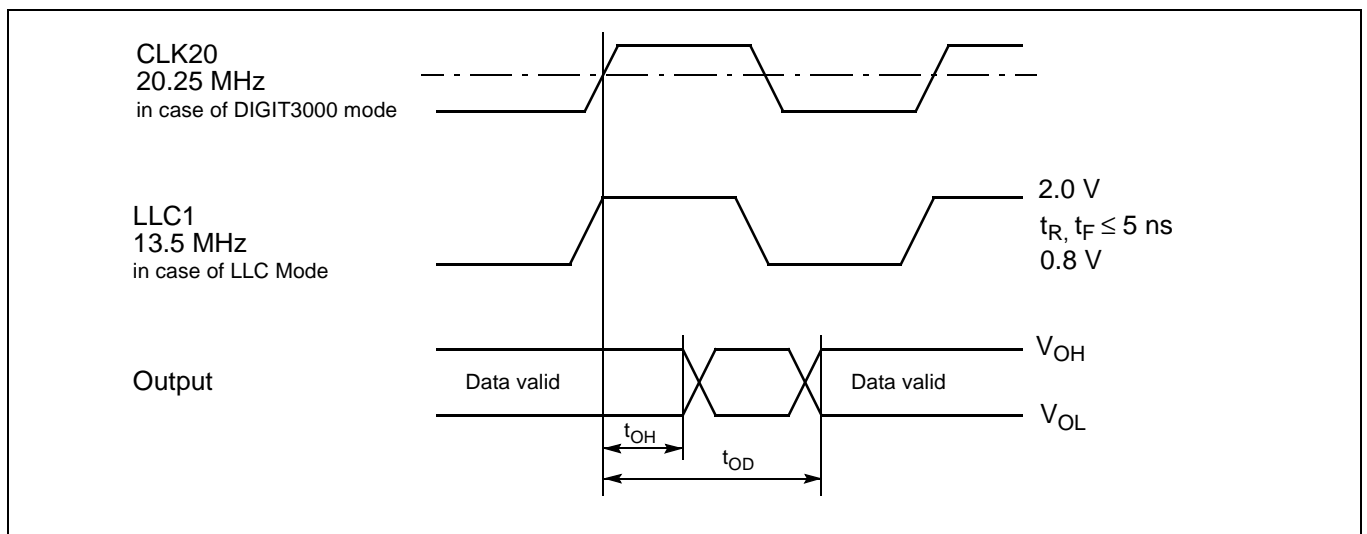 CLK20
20.25 MHz
in case of DIGIT3000 mode
LLC1
13.5 MHz
in case of LLC Mode
2.0 V
tR, tF ≤ 5 ns
0.8 V
Output
Data valid
Data valid
VOH
VOL
tOH
tOD